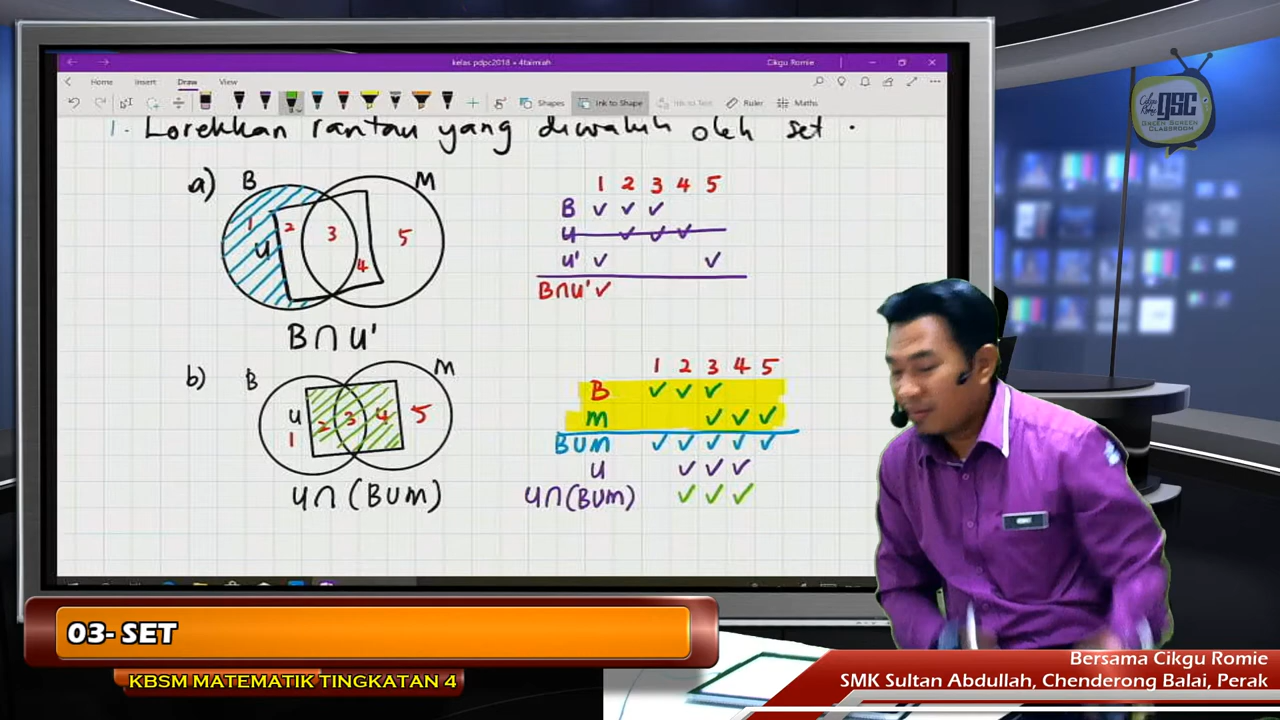 kelas pdpc2018 • 4taimiah
Cikgu Romie
Home Insert Draw View
Shapes Ink to Shape Ink to Text Ruler Maths
1. Lorekkan rantau yang diwakili oleh set .
a) B M
1 2 3 4 5
U
B ∩ U'
1 2 3 4 5
B ✓ ✓ ✓
U ✓ ✓ ✓
U' ✓ ✓
B∩U' ✓
b) B M
U
1 2 3 4 5
U ∩ (B∪M)
1 2 3 4 5
B ✓ ✓ ✓
M ✓ ✓ ✓
B∪M ✓ ✓ ✓ ✓ ✓
U ✓ ✓ ✓
U∩(B∪M) ✓ ✓ ✓
Cikgu Romie GSC
GREEN SCREEN
CLASSROOM
03- SET
KBSM MATEMATIK TINGKATAN 4
Bersama Cikgu Romie
SMK Sultan Abdullah, Chenderong Balai, Perak